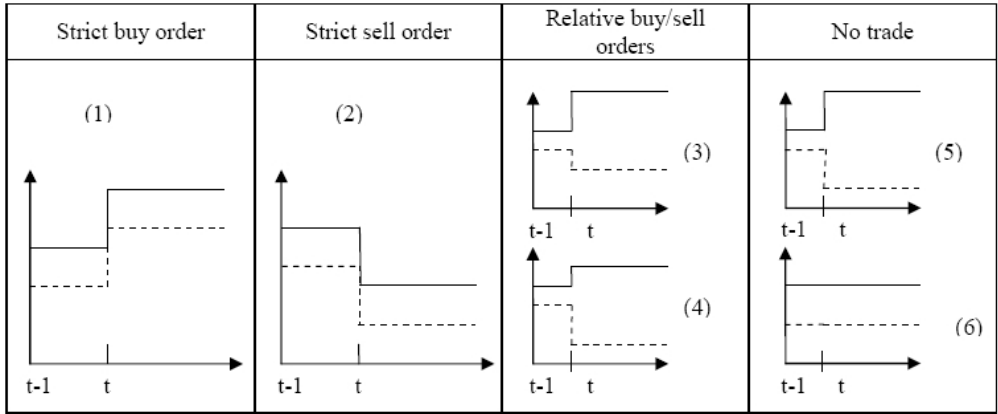 Strict buy order
Strict sell order
Relative buy/sell
orders
No trade
(1)
t-1 t
(2)
t-1 t
(3)
t-1 t
(4)
t-1 t
(5)
t-1 t
(6)
t-1 t